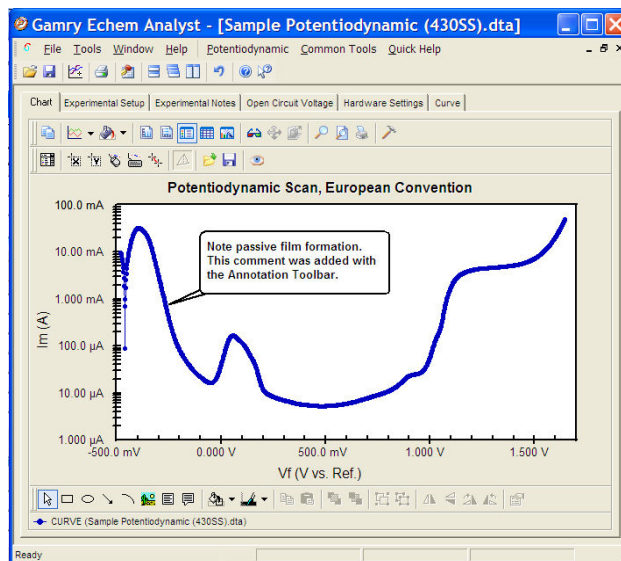 Gamry Echem Analyst - [Sample Potentiodynamic (430SS).dta]
File Tools Window Help Potentiodynamic Common Tools Quick Help
Chart Experimental Setup Experimental Notes Open Circuit Voltage Hardware Settings Curve
Potentiodynamic Scan, European Convention
100.0 mA
10.00 mA
1.000 mA
100.0 µA
10.00 µA
1.000 µA
Im (A)
Note passive film formation.
This comment was added with
the Annotation Toolbar.
-500.0 mV 0.000 V 500.0 mV 1.000 V 1.500 V
Vf (V vs. Ref.)
CURVE (Sample Potentiodynamic (430SS).dta)
Ready